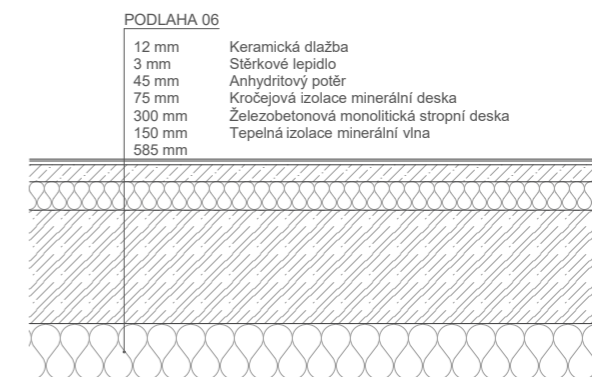 PODLAHA 06
12 mm Keramická dlažba
3 mm Stěrkové lepidlo
45 mm Anhydritový potěr
75 mm Kročejová izolace minerální deska
300 mm Železobetonová monolitická stropní deska
150 mm Tepelná izolace minerální vlna
585 mm